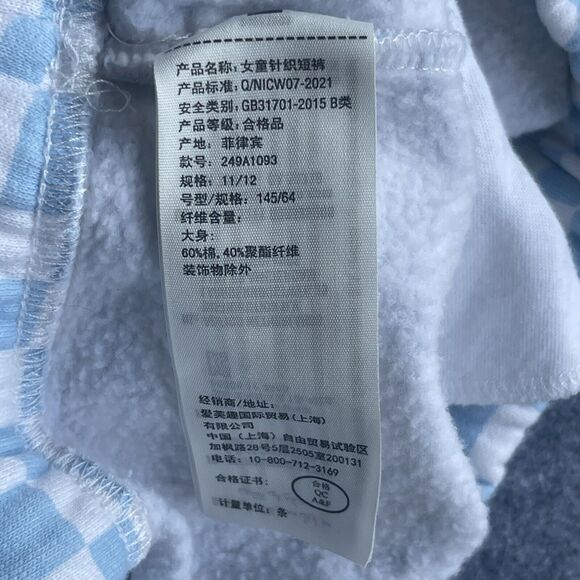 产品名称: 女童针织短裤
产品标准: Q/NICW07-2021
安全类别: GB31701-2015 B类
产品等级: 合格品
产地: 菲律宾
款号: 249A1093
规格: 11/12
号型/规格: 145/64
纤维含量:
大身:
60%棉, 40%聚酯纤维
装饰物除外
经销商/地址:
爱芙趣国际贸易(上海)
有限公司
中国 (上海) 自由贸易试验区
加枫路28号5层2505室200131
电话: 10-800-712-3169
合格证书:
合格
QC
A&F
计量单位: 条